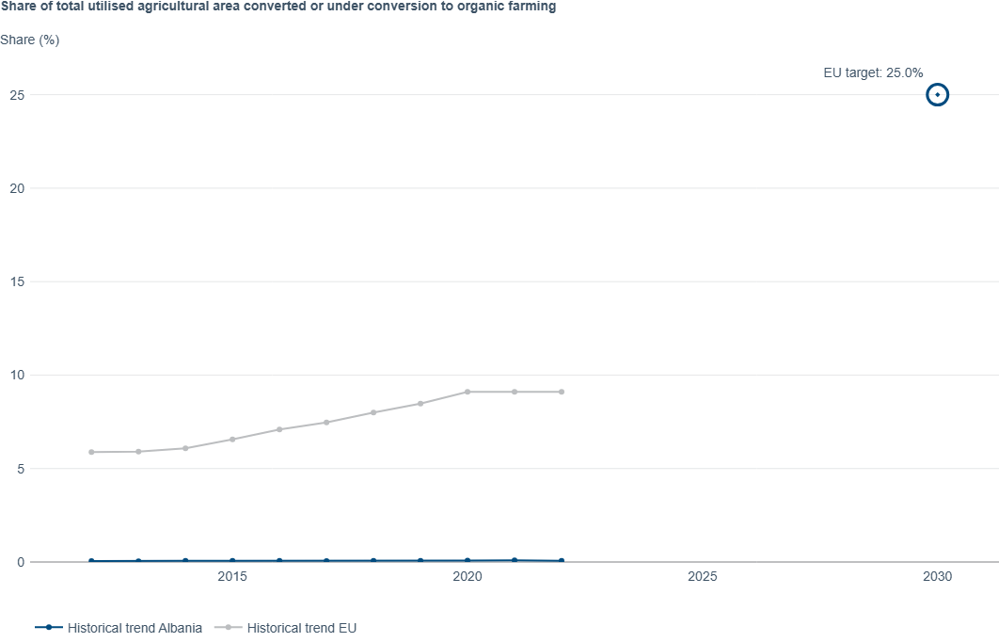 Share of total utilised agricultural area converted or under conversion to organic farming
Share (%)
EU target: 25.0%
25
20
15
10
5
0
2015 2020 2025 2030
Historical trend Albania Historical trend EU